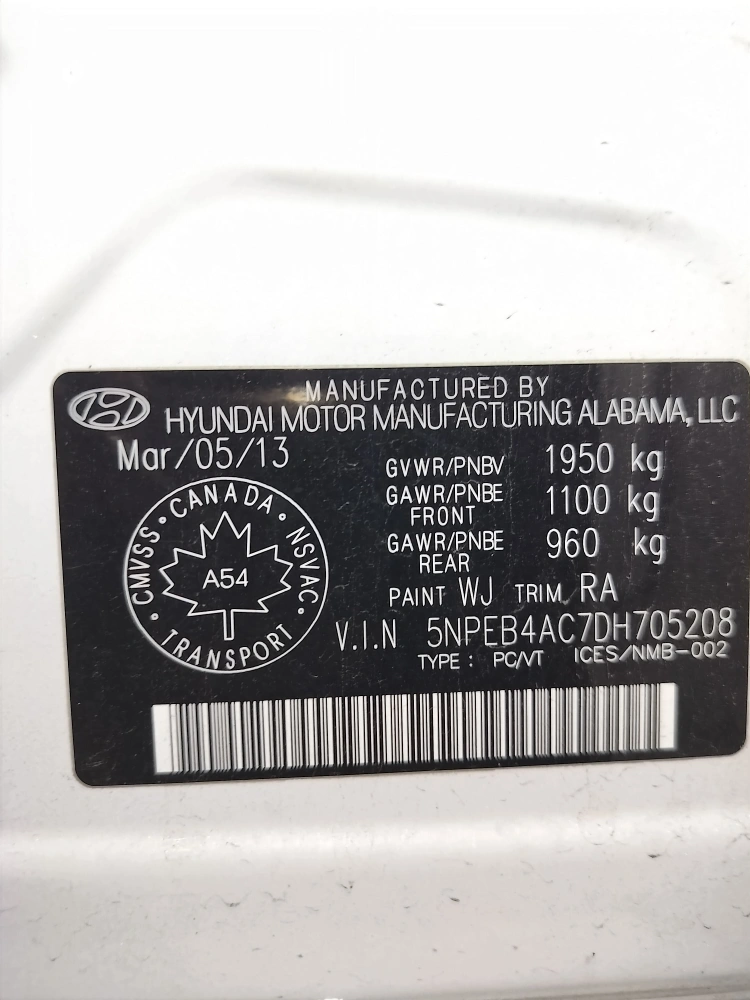 MANUFACTURED BY
HYUNDAI MOTOR MANUFACTURING ALABAMA, LLC
Mar/05/13
GVWR/PNBV 1950 kg
GAWR/PNBE FRONT 1100 kg
GAWR/PNBE REAR 960 kg
PAINT WJ TRIM RA
V.I.N 5NPEB4AC7DH705208
TYPE : PC/VT ICES/NMB-002
CMVSS · CANADA · NSVAC · TRANSPORT ·
A54